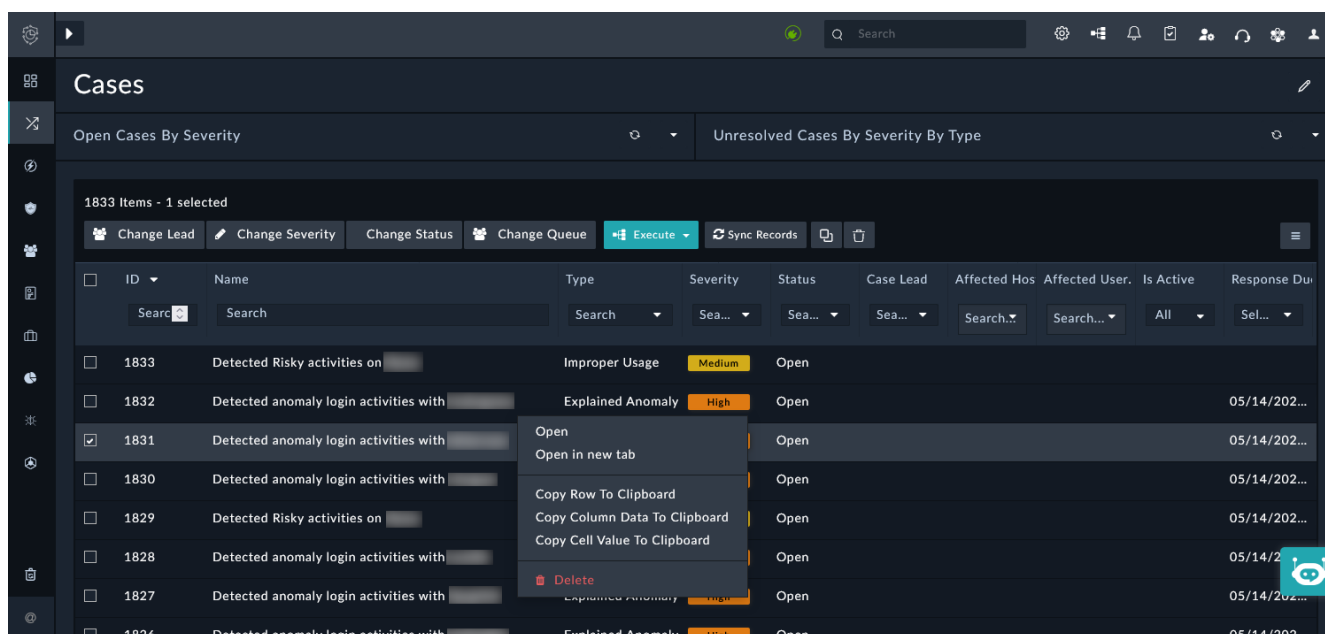 Search
Cases
Open Cases By Severity
Unresolved Cases By Severity By Type
1833 Items - 1 selected
Change Lead Change Severity Change Status Change Queue Execute Sync Records
ID Name Type Severity Status Case Lead Affected Hos Affected User. Is Active Response Du
Searc Search Search Sea... Sea... Sea... Search... Search... All Sel...
1833 Detected Risky activities on Improper Usage Medium Open
1832 Detected anomaly login activities with Explained Anomaly High Open 05/14/202...
1831 Detected anomaly login activities with Open 05/14/202...
Open
Open in new tab
1830 Detected anomaly login activities with Open 05/14/202...
Copy Row To Clipboard
1829 Detected Risky activities on Open 05/14/202...
Copy Column Data To Clipboard
Copy Cell Value To Clipboard
1828 Detected anomaly login activities with Open 05/14/2
Delete
1827 Detected anomaly login activities with Explained Anomaly High Open 05/14/202...
@